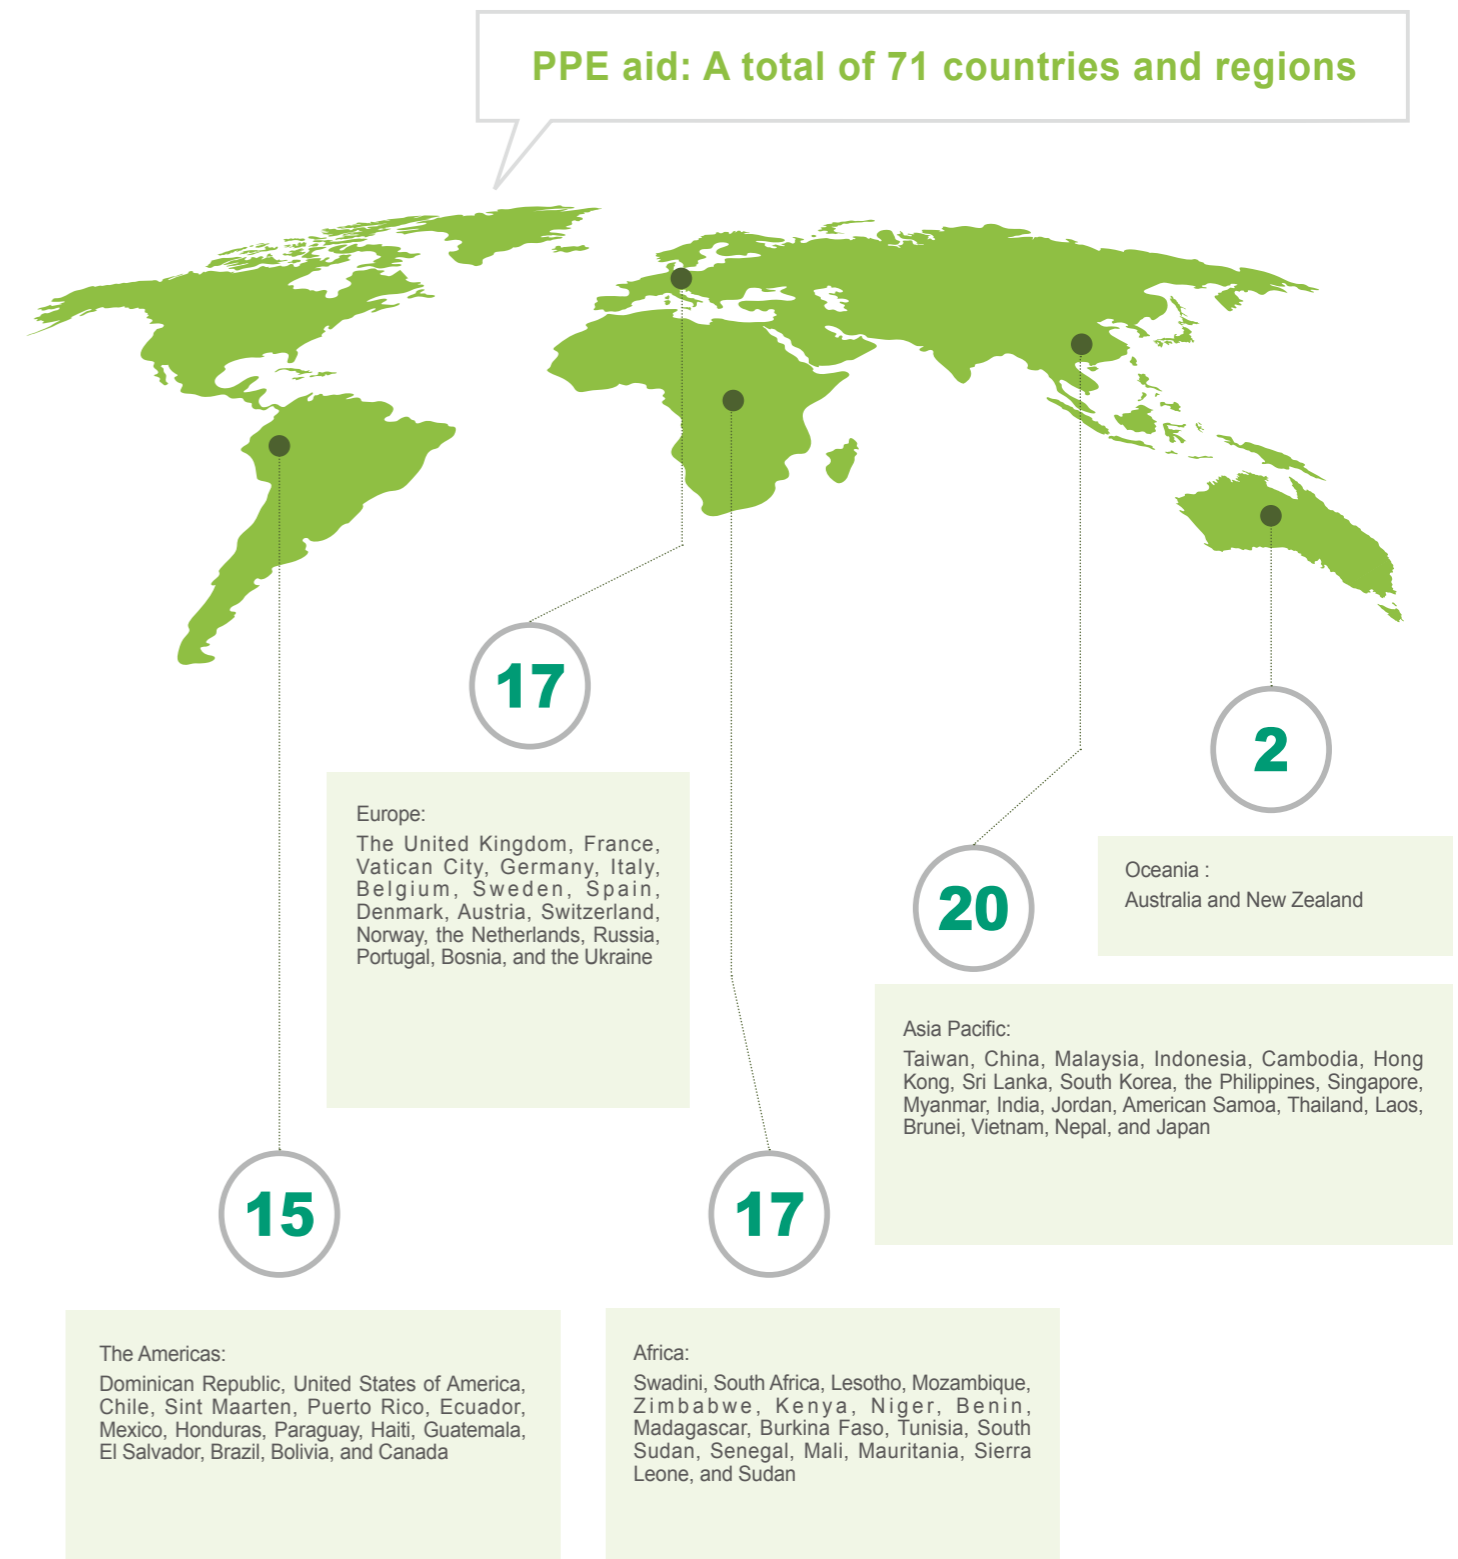 PPE aid: A total of 71 countries and regions
17
Europe:
The United Kingdom, France,
Vatican City, Germany, Italy,
Belgium, Sweden, Spain,
Denmark, Austria, Switzerland,
Norway, the Netherlands, Russia,
Portugal, Bosnia, and the Ukraine
2
Oceania :
Australia and New Zealand
20
Asia Pacific:
Taiwan, China, Malaysia, Indonesia, Cambodia, Hong
Kong, Sri Lanka, South Korea, the Philippines, Singapore,
Myanmar, India, Jordan, American Samoa, Thailand, Laos,
Brunei, Vietnam, Nepal, and Japan
15
The Americas:
Dominican Republic, United States of America,
Chile, Sint Maarten, Puerto Rico, Ecuador,
Mexico, Honduras, Paraguay, Haiti, Guatemala,
El Salvador, Brazil, Bolivia, and Canada
17
Africa:
Swadini, South Africa, Lesotho, Mozambique,
Zimbabwe, Kenya, Niger, Benin,
Madagascar, Burkina Faso, Tunisia, South
Sudan, Senegal, Mali, Mauritania, Sierra
Leone, and Sudan